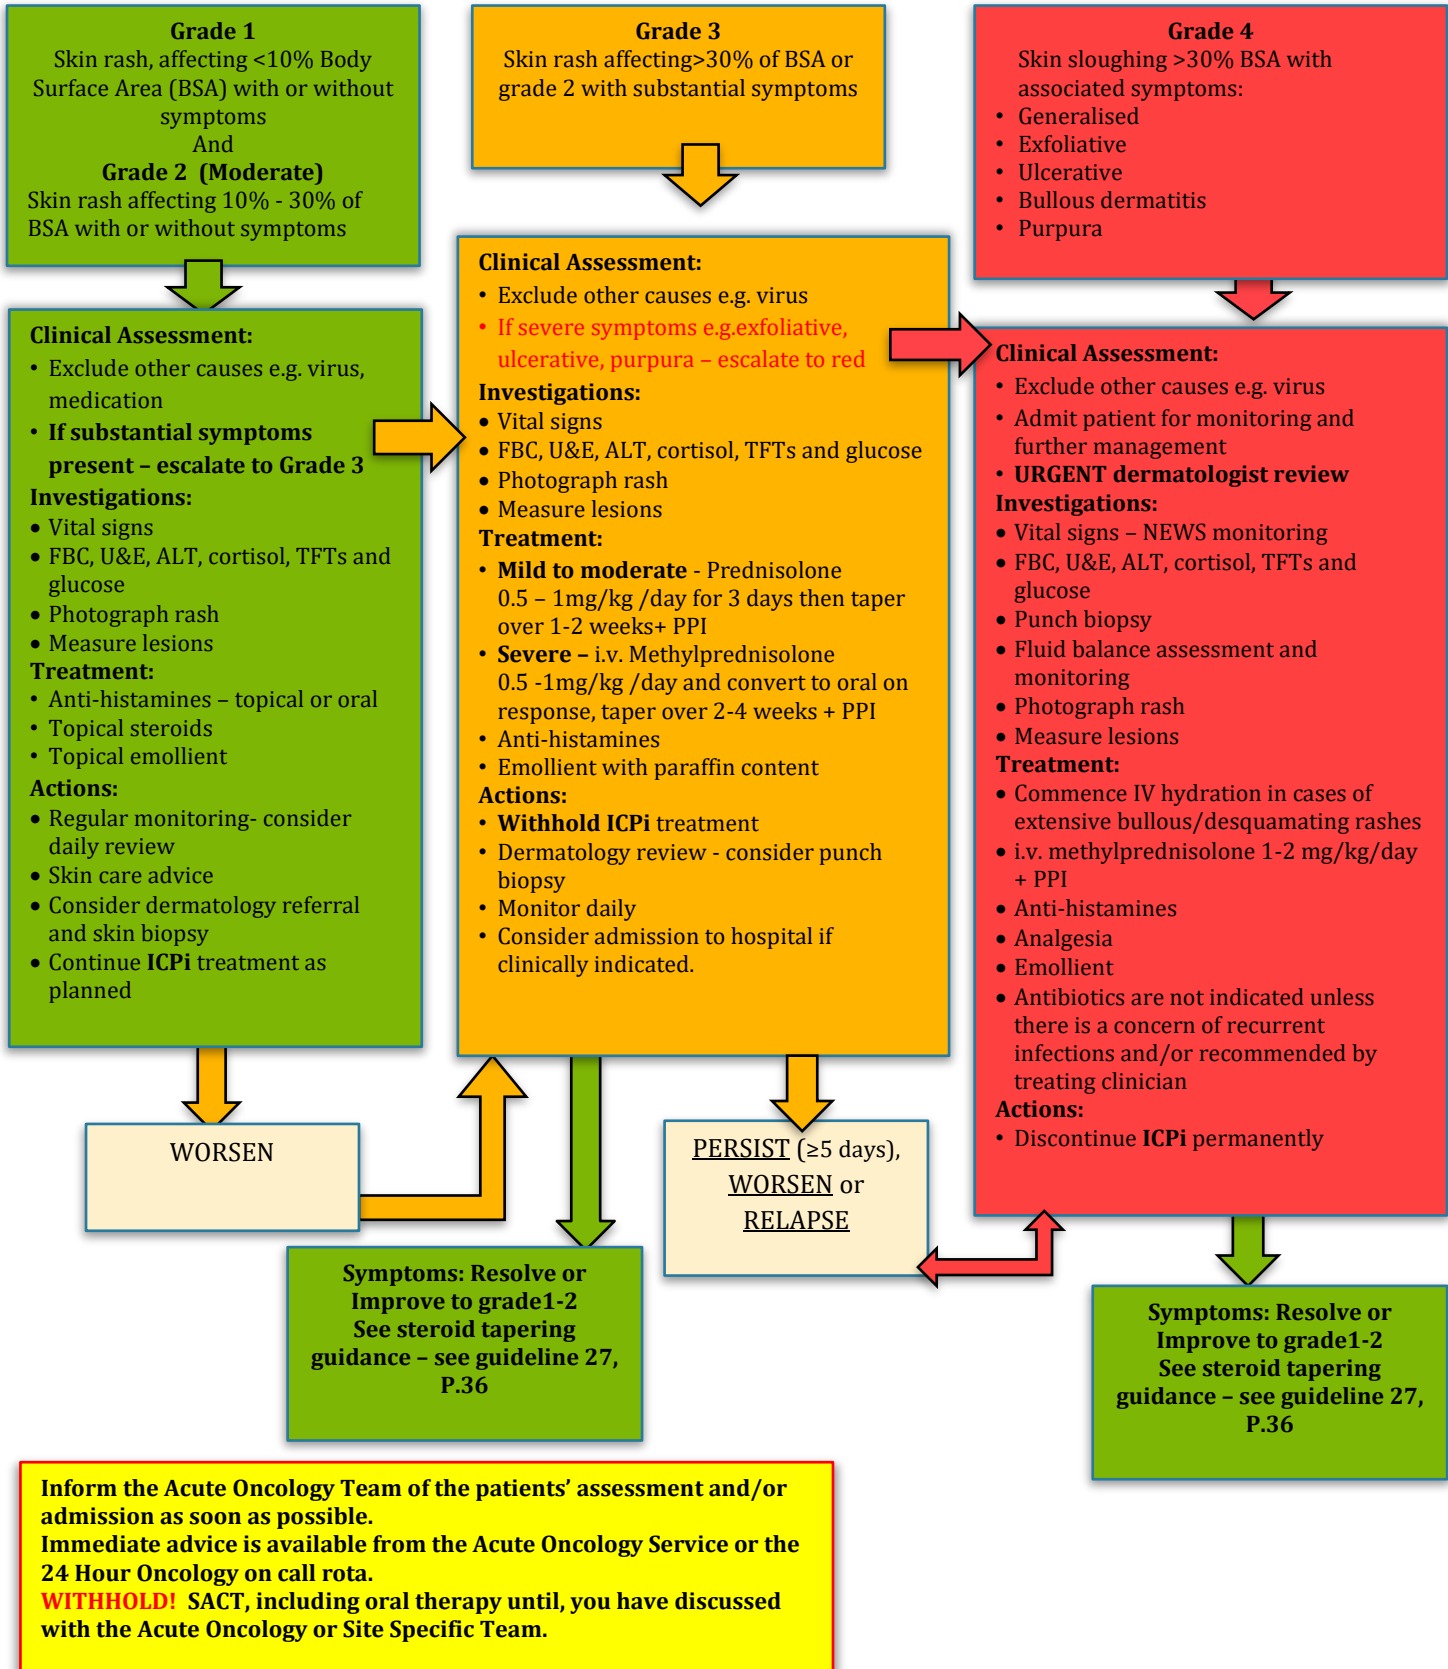 Grade 1
Skin rash, affecting <10% Body
Surface Area (BSA) with or without
symptoms
And
Grade 2  (Moderate)
Skin rash affecting 10% - 30% of
BSA with or without symptoms
Clinical Assessment:
• Exclude other causes e.g. virus,
medication
• If substantial symptoms
present – escalate to Grade 3
Investigations:
• Vital signs
• FBC, U&E, ALT, cortisol, TFTs and
glucose
• Photograph rash
• Measure lesions
Treatment:
• Anti-histamines – topical or oral
• Topical steroids
• Topical emollient
Actions:
• Regular monitoring- consider
daily review
• Skin care advice
• Consider dermatology referral
and skin biopsy
• Continue ICPi treatment as
planned
WORSEN
Grade 3
Skin rash affecting>30% of BSA or
grade 2 with substantial symptoms
Clinical Assessment:
• Exclude other causes e.g. virus
• If severe symptoms e.g.exfoliative,
ulcerative, purpura – escalate to red
Investigations:
• Vital signs
• FBC, U&E, ALT, cortisol, TFTs and glucose
• Photograph rash
• Measure lesions
Treatment:
• Mild to moderate - Prednisolone
0.5 – 1mg/kg /day for 3 days then taper
over 1-2 weeks+ PPI
• Severe – i.v. Methylprednisolone
0.5 -1mg/kg /day and convert to oral on
response, taper over 2-4 weeks + PPI
• Anti-histamines
• Emollient with paraffin content
Actions:
• Withhold ICPi treatment
• Dermatology review - consider punch
biopsy
• Monitor daily
• Consider admission to hospital if
clinically indicated.
PERSIST (≥5 days),
WORSEN or
RELAPSE
Symptoms: Resolve or
Improve to grade1-2
See steroid tapering
guidance – see guideline 27,
P.36
Grade 4
Skin sloughing >30% BSA with
associated symptoms:
• Generalised
• Exfoliative
• Ulcerative
• Bullous dermatitis
• Purpura
Clinical Assessment:
• Exclude other causes e.g. virus
• Admit patient for monitoring and
further management
• URGENT dermatologist review
Investigations:
• Vital signs – NEWS monitoring
• FBC, U&E, ALT, cortisol, TFTs and
glucose
• Punch biopsy
• Fluid balance assessment and
monitoring
• Photograph rash
• Measure lesions
Treatment:
• Commence IV hydration in cases of
extensive bullous/desquamating rashes
• i.v. methylprednisolone 1-2 mg/kg/day
+ PPI
• Anti-histamines
• Analgesia
• Emollient
• Antibiotics are not indicated unless
there is a concern of recurrent
infections and/or recommended by
treating clinician
Actions:
• Discontinue ICPi permanently
Symptoms: Resolve or
Improve to grade1-2
See steroid tapering
guidance – see guideline 27,
P.36
Inform the Acute Oncology Team of the patients’ assessment and/or
admission as soon as possible.
Immediate advice is available from the Acute Oncology Service or the
24 Hour Oncology on call rota.
WITHHOLD!  SACT, including oral therapy until, you have discussed
with the Acute Oncology or Site Specific Team.